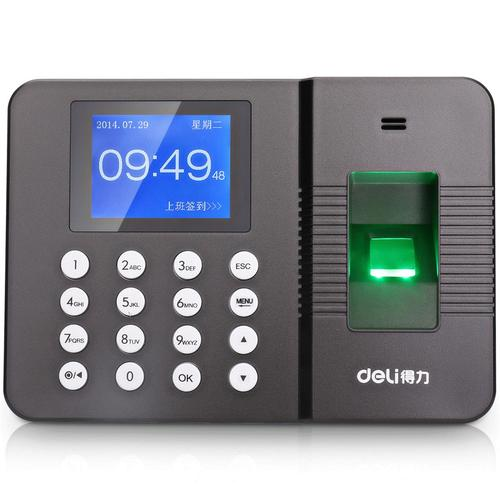 2014.07.29 星期二
09:49 48
上班签到>>>
1 2ABC 3DEF ESC
4GHI 5JKL 6MNO MENU
7PQRS 8TUV 9WXYZ ▲
⊙/◀ 0 OK ▼
deli得力